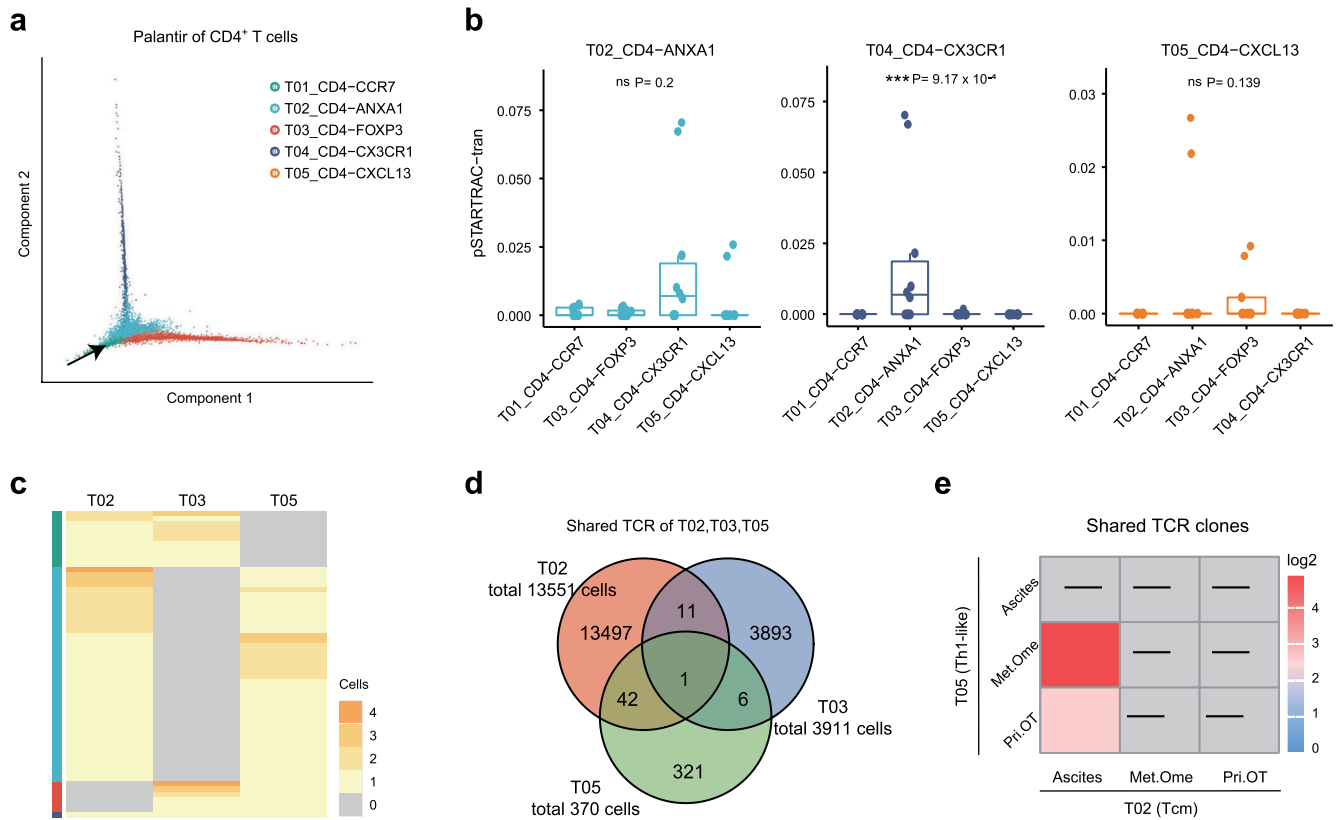 a
Palantir of CD4⁺ T cells
T01_CD4−CCR7
T02_CD4−ANXA1
T03_CD4−FOXP3
T04_CD4−CX3CR1
T05_CD4−CXCL13
Component 2
Component 1
b
T02_CD4−ANXA1
T04_CD4−CX3CR1
T05_CD4−CXCL13
pSTARTRAC−tran
ns P= 0.2
0.075
0.050
0.025
0.000
T01_CD4−CCR7
T03_CD4−FOXP3
T04_CD4−CX3CR1
T05_CD4−CXCL13
*** P= 9.17 x 10⁻⁴
0.075
0.050
0.025
0.000
T01_CD4−CCR7
T02_CD4−ANXA1
T03_CD4−FOXP3
T05_CD4−CXCL13
ns P= 0.139
0.03
0.02
0.01
0.00
T01_CD4−CCR7
T02_CD4−ANXA1
T03_CD4−FOXP3
T04_CD4−CX3CR1
c
T02 T03 T05
Cells
4
3
2
1
0
d
Shared TCR of T02,T03,T05
T02
total 13551 cells
13497
11
3893
1
42
6
T03
total 3911 cells
321
T05
total 370 cells
e
Shared TCR clones
T05 (Th1-like)
Ascites
Met.Ome
Pri.OT
Ascites Met.Ome Pri.OT
T02 (Tcm)
log2
4
3
2
1
0